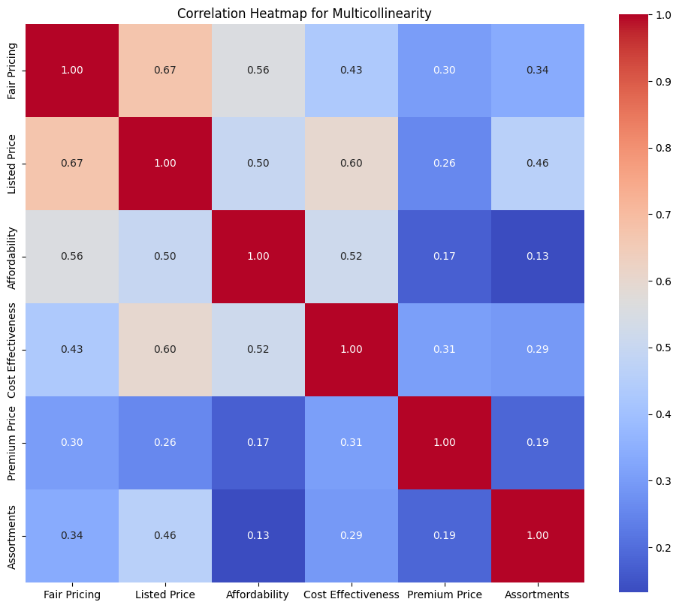 Correlation Heatmap for Multicollinearity
Fair Pricing 1.00 0.67 0.56 0.43 0.30 0.34
Listed Price 0.67 1.00 0.50 0.60 0.26 0.46
Affordability 0.56 0.50 1.00 0.52 0.17 0.13
Cost Effectiveness 0.43 0.60 0.52 1.00 0.31 0.29
Premium Price 0.30 0.26 0.17 0.31 1.00 0.19
Assortments 0.34 0.46 0.13 0.29 0.19 1.00
Fair Pricing Listed Price Affordability Cost Effectiveness Premium Price Assortments
1.0
0.9
0.8
0.7
0.6
0.5
0.4
0.3
0.2